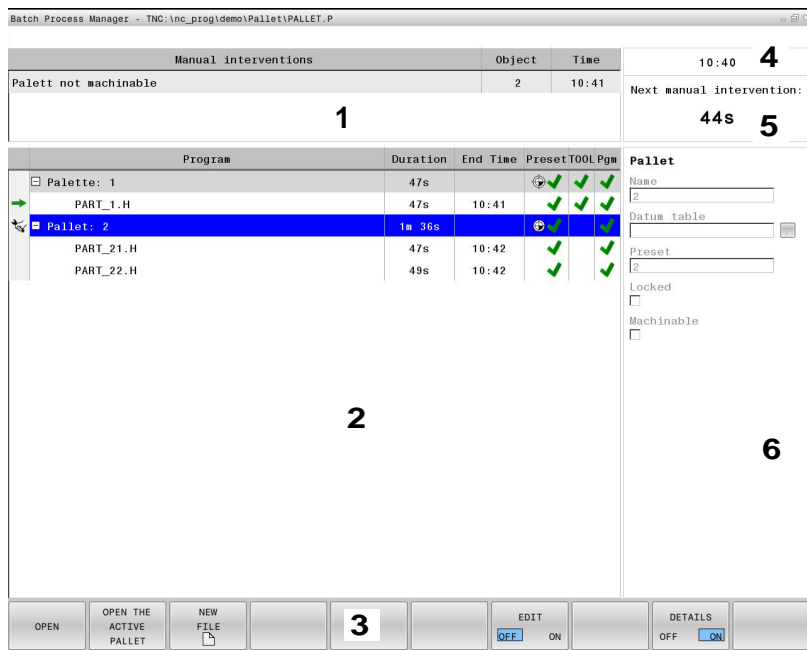 Batch Process Manager - TNC:\nc_prog\demo\Pallet\PALLET.P
Manual interventions Object Time
Palett not machinable 2 10:41
1
10:40 4
Next manual intervention:
44s 5
Program Duration End Time Preset TOOL Pgm
Palette: 1 47s
PART_1.H 47s 10:41
Pallet: 2 1m 36s
PART_21.H 47s 10:42
PART_22.H 49s 10:42
2
Pallet
Name
2
Datum table
Preset
2
Locked
Machinable
6
OPEN
OPEN THE
ACTIVE
PALLET
NEW
FILE
3
EDIT
OFF ON
DETAILS
OFF ON